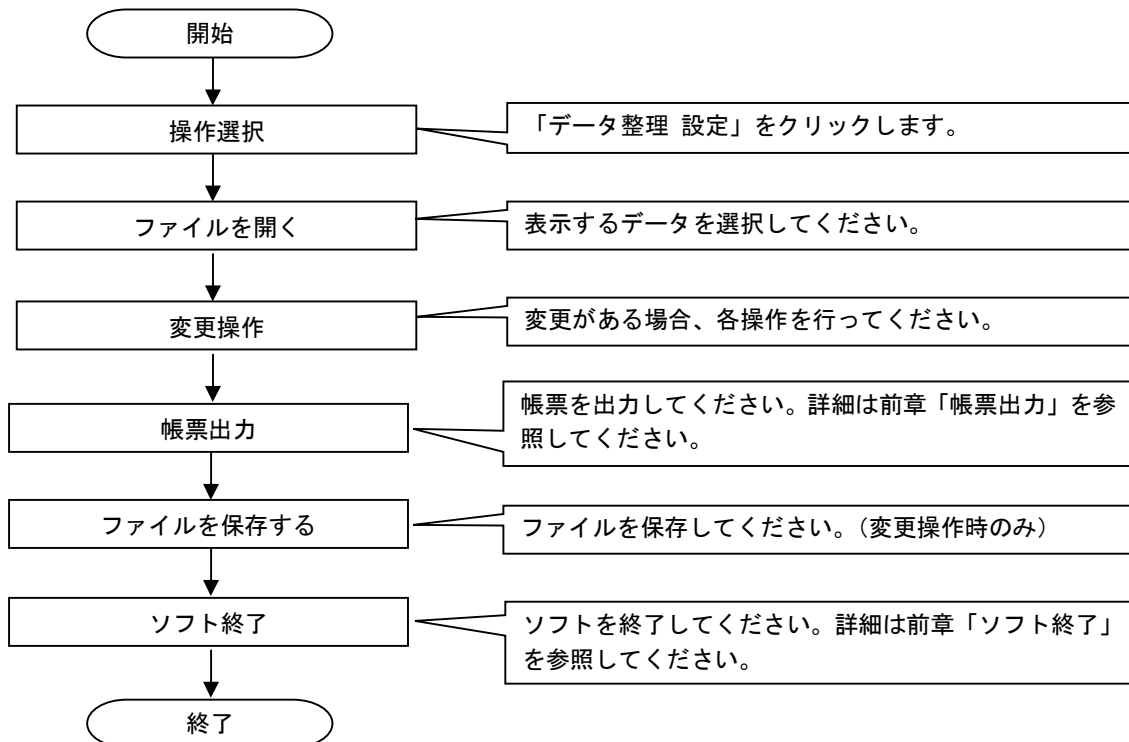 開始
操作選択
「データ整理 設定」をクリックします。
ファイルを開く
表示するデータを選択してください。
変更操作
変更がある場合、各操作を行ってください。
帳票出力
帳票を出力してください。詳細は前章「帳票出力」を参
照してください。
ファイルを保存する
ファイルを保存してください。（変更操作時のみ）
ソフト終了
ソフトを終了してください。詳細は前章「ソフト終了」
を参照してください。
終了